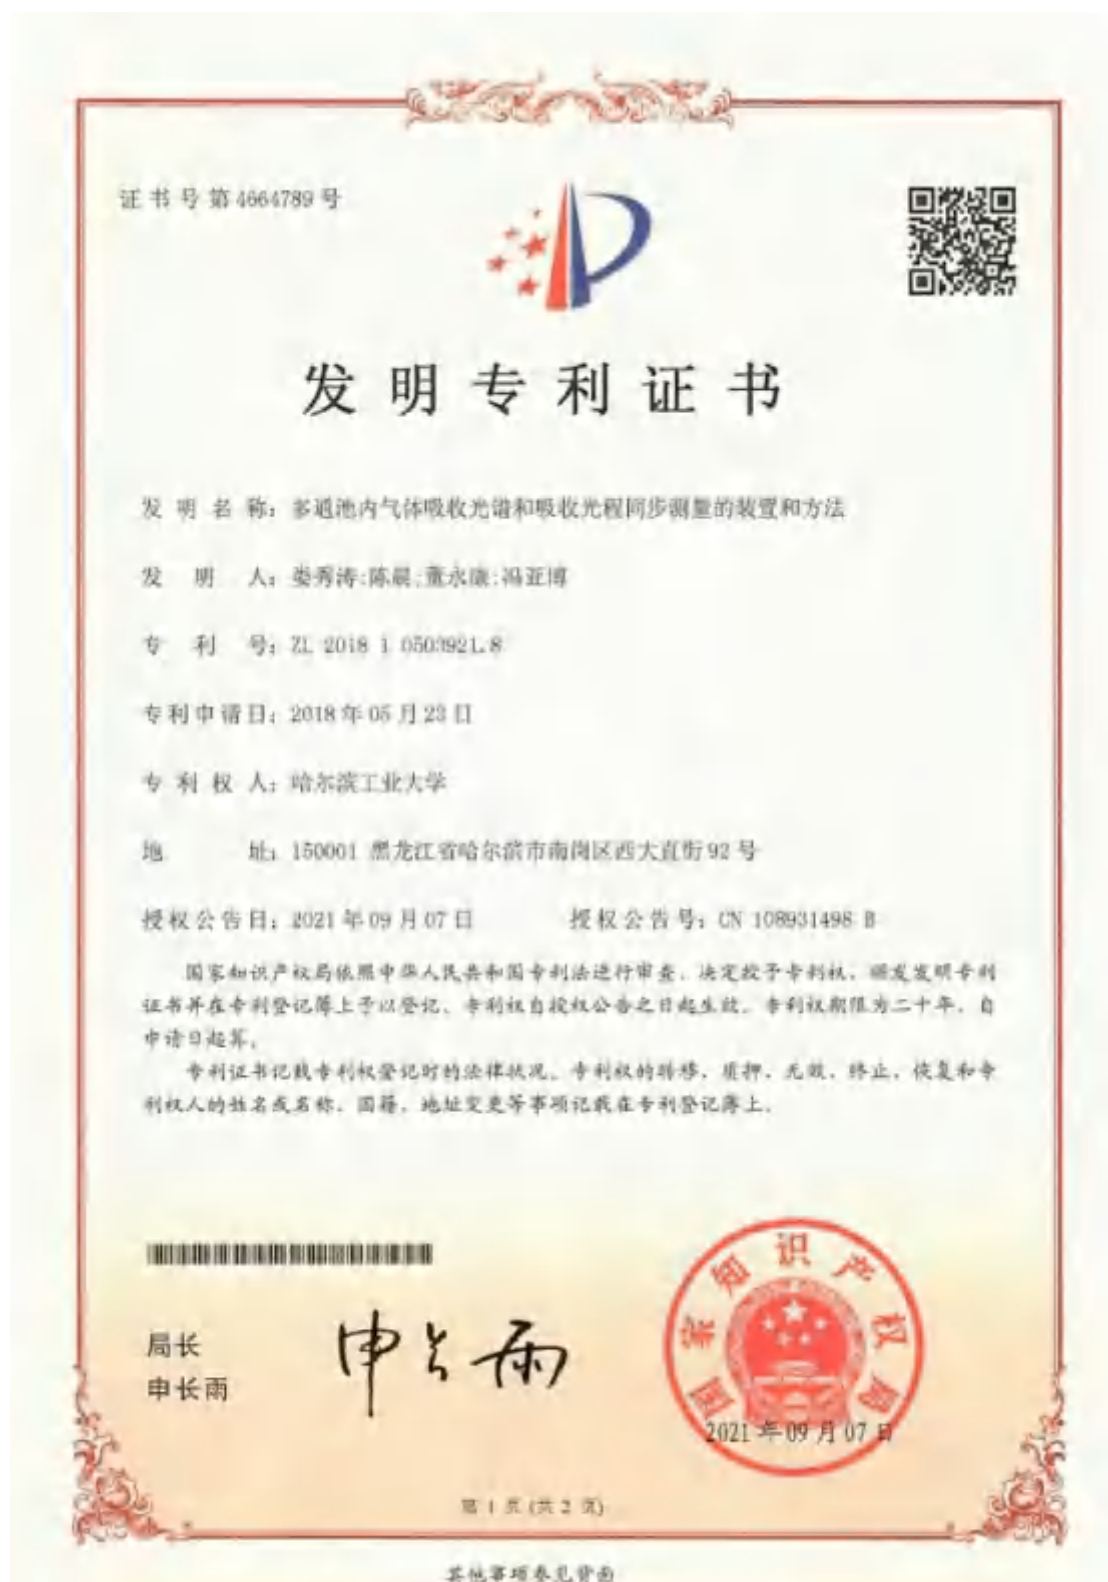 证书号第4664789号
发明专利证书
发明名称：多通池内气体吸收光谱和吸收光程同步测量的装置和方法
发明人：娄秀涛;陈晨;董永康;冯亚博
专利号：ZL 2018 1 0503921.8
专利申请日：2018年05月23日
专利权人：哈尔滨工业大学
地址：150001 黑龙江省哈尔滨市南岗区西大直街92号
授权公告日：2021年09月07日 授权公告号：CN 108931498 B
国家知识产权局依照中华人民共和国专利法进行审查，决定授予专利权，颁发发明专利
证书并在专利登记簿上予以登记。专利权自授权公告之日起生效。专利权期限为二十年，自
申请日起算。
专利证书记载专利权登记时的法律状况。专利权的转移、质押、无效、终止、恢复和专
利权人的姓名或名称、国籍、地址变更等事项记载在专利登记簿上。
局长
申长雨
申长雨
国家知识产权局
2021年09月07日
第 1 页 (共 2 页)
其他事项参见背面